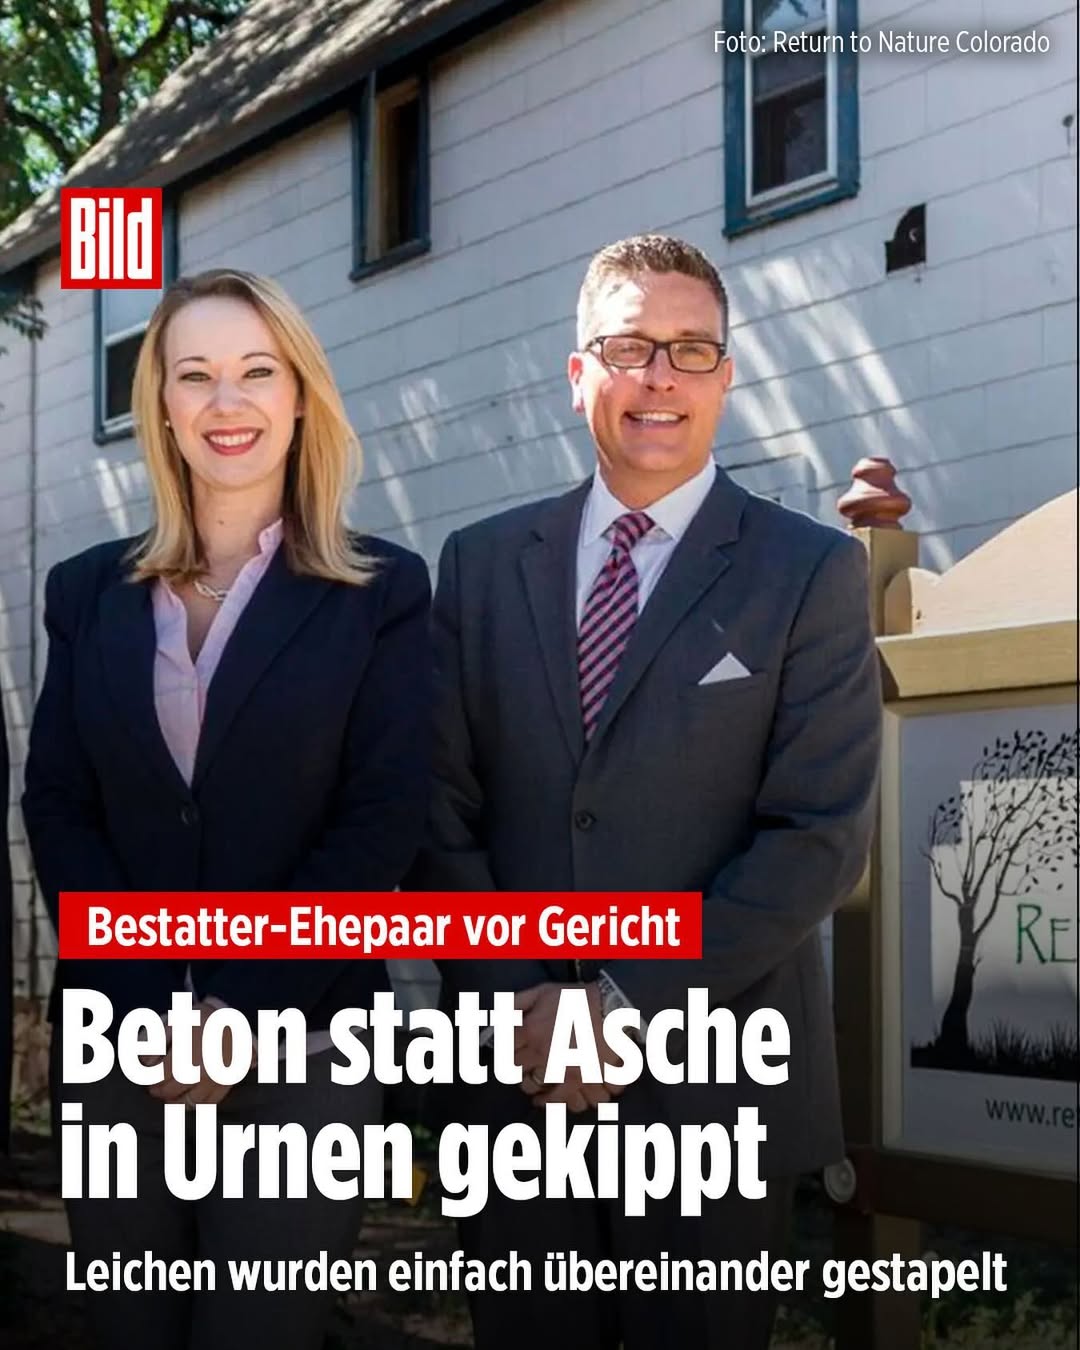 Foto: Return to Nature Colorado
Bild
RE
www.re
Bestatter-Ehepaar vor Gericht
Beton statt Asche
in Urnen gekippt
Leichen wurden einfach übereinander gestapelt